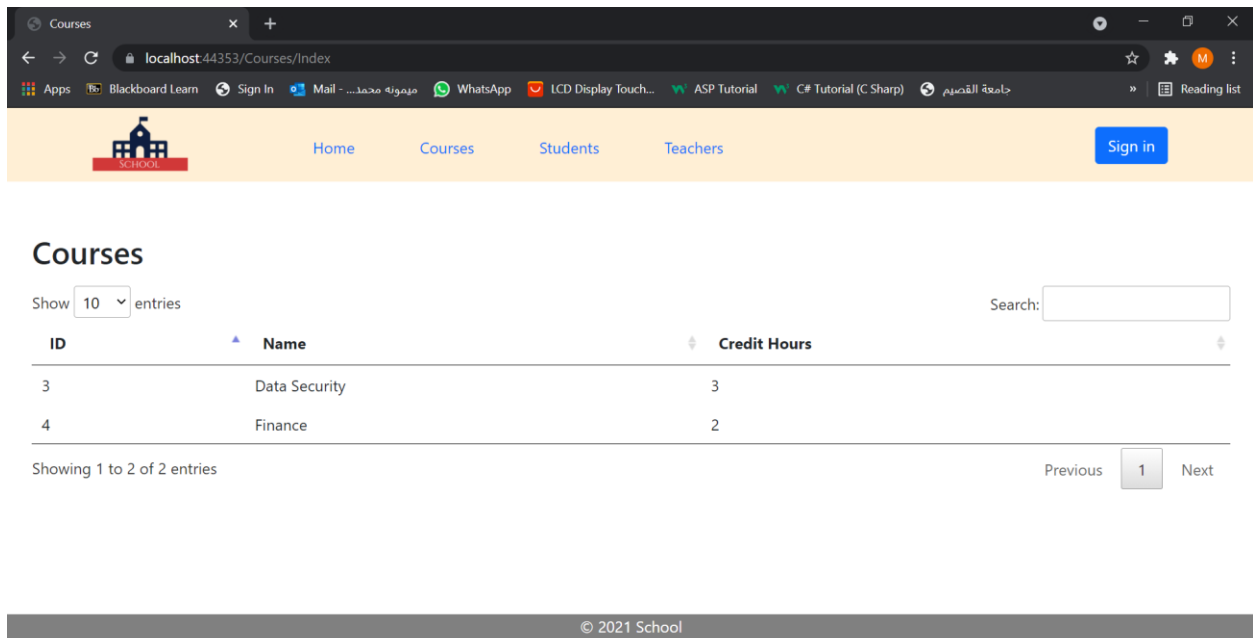 Courses
localhost:44353/Courses/Index
Apps Blackboard Learn Sign In Mail - ...ميمونه محمد WhatsApp LCD Display Touch... ASP Tutorial C# Tutorial (C Sharp) جامعة القصيم » Reading list
SCHOOL Home Courses Students Teachers Sign in
Courses
Show 10 entries Search:
ID Name Credit Hours
3 Data Security 3
4 Finance 2
Showing 1 to 2 of 2 entries Previous 1 Next
© 2021 School